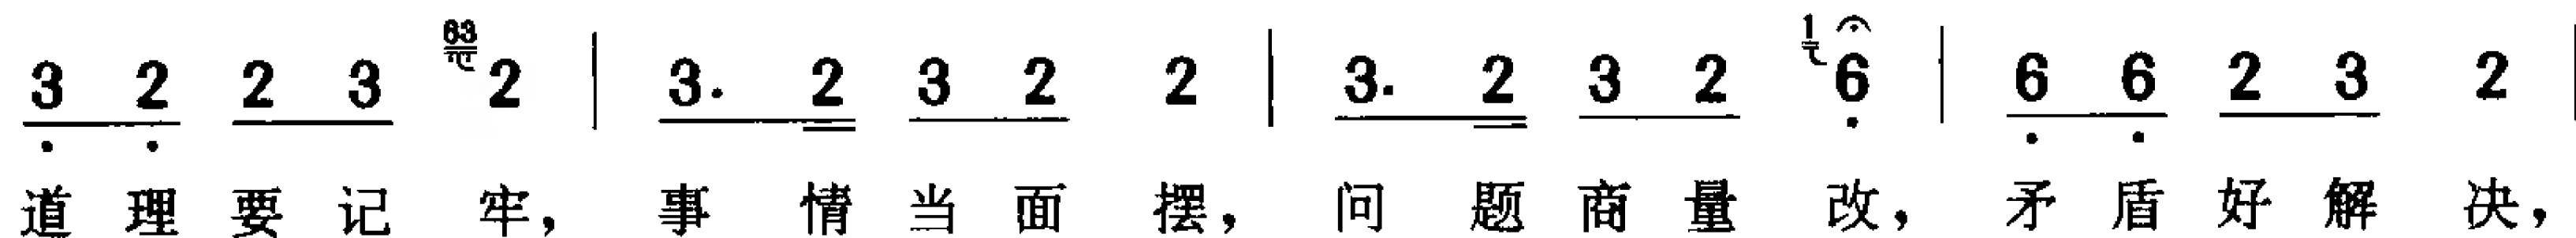 3 2 2 3 63 2 | 3. 2 3 2 2 | 3. 2 3 2 1 6 | 6 6 2 3 2 |
道 理 要 记 牢, 事 情 当 面 摆, 问 题 商 量 改, 矛 盾 好 解 决,